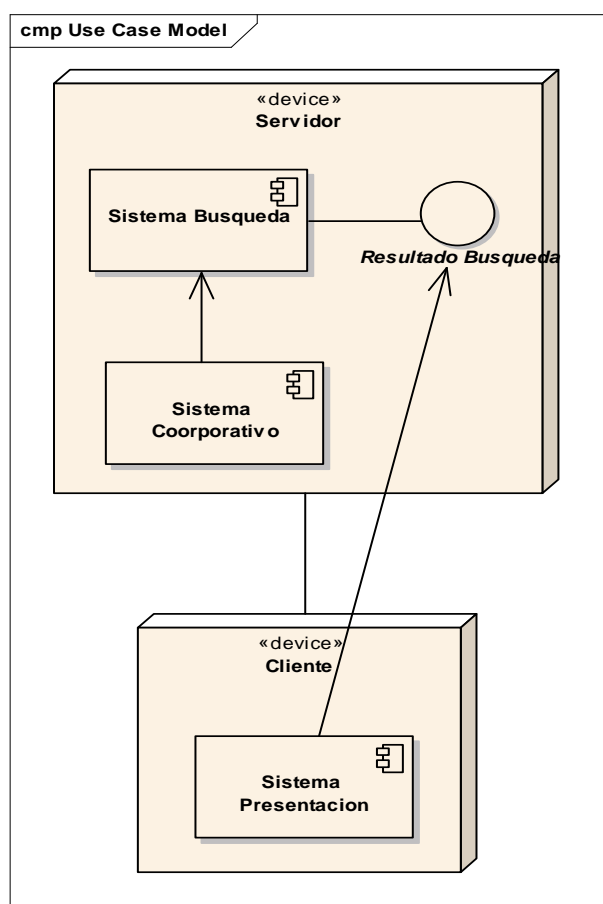 cmp Use Case Model
«device»
Servidor
Sistema Busqueda
Resultado Busqueda
Sistema
Coorporativo
«device»
Cliente
Sistema
Presentacion